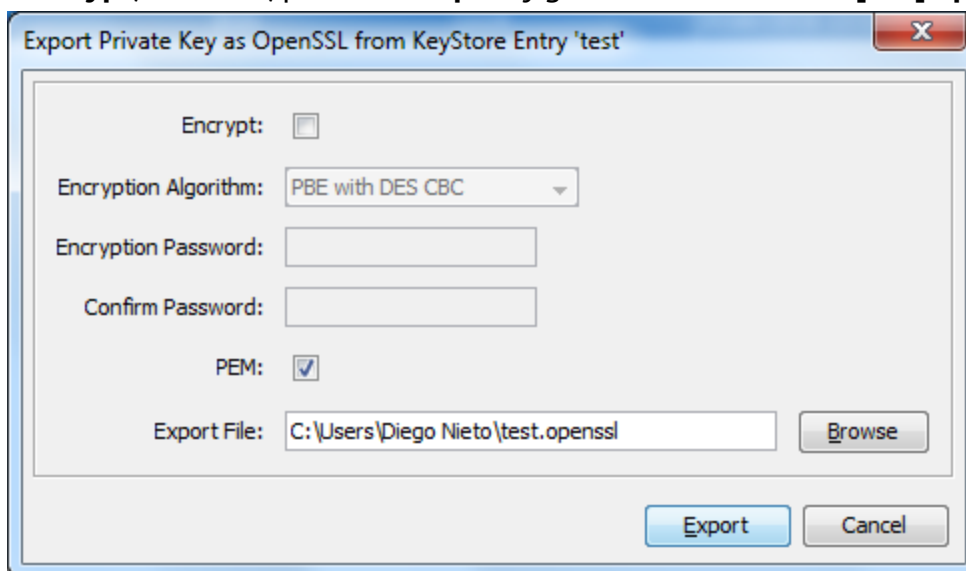 Export Private Key as OpenSSL from KeyStore Entry 'test'
Encrypt:
Encryption Algorithm: PBE with DES CBC
Encryption Password:
Confirm Password:
PEM:
Export File: C:\Users\Diego Nieto\test.openssl Browse
Export Cancel